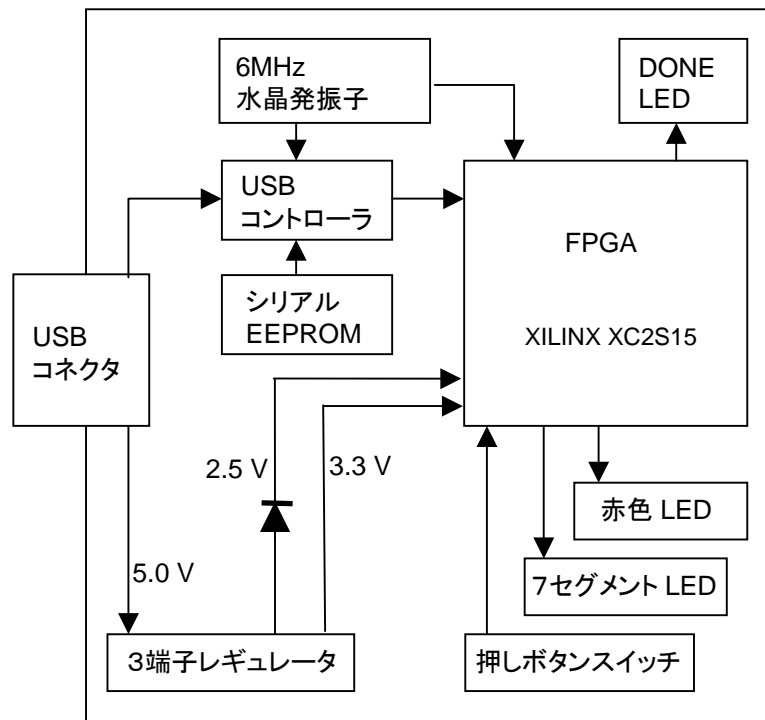 6MHz
水晶発振子
DONE
LED
USB
コントローラ
FPGA
シリアル
EEPROM
XILINX XC2S15
USB
コネクタ
2.5 V
3.3 V
赤色 LED
5.0 V
７セグメント LED
３端子レギュレータ
押しボタンスイッチ